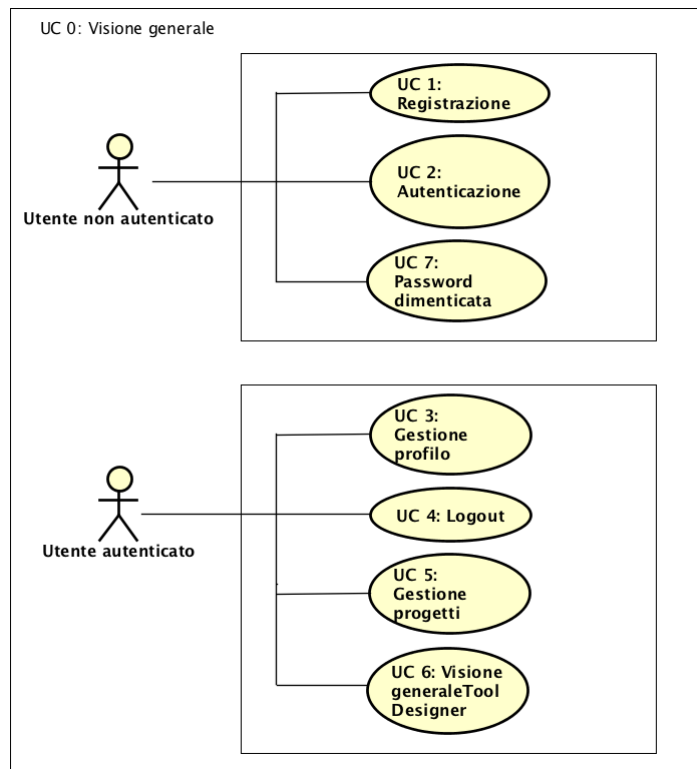 UC 0: Visione generale
UC 1:
Registrazione
UC 2:
Autenticazione
Utente non autenticato
UC 7:
Password
dimenticata
UC 3:
Gestione
profilo
UC 4: Logout
Utente autenticato
UC 5:
Gestione
progetti
UC 6: Visione
generaleTool
Designer